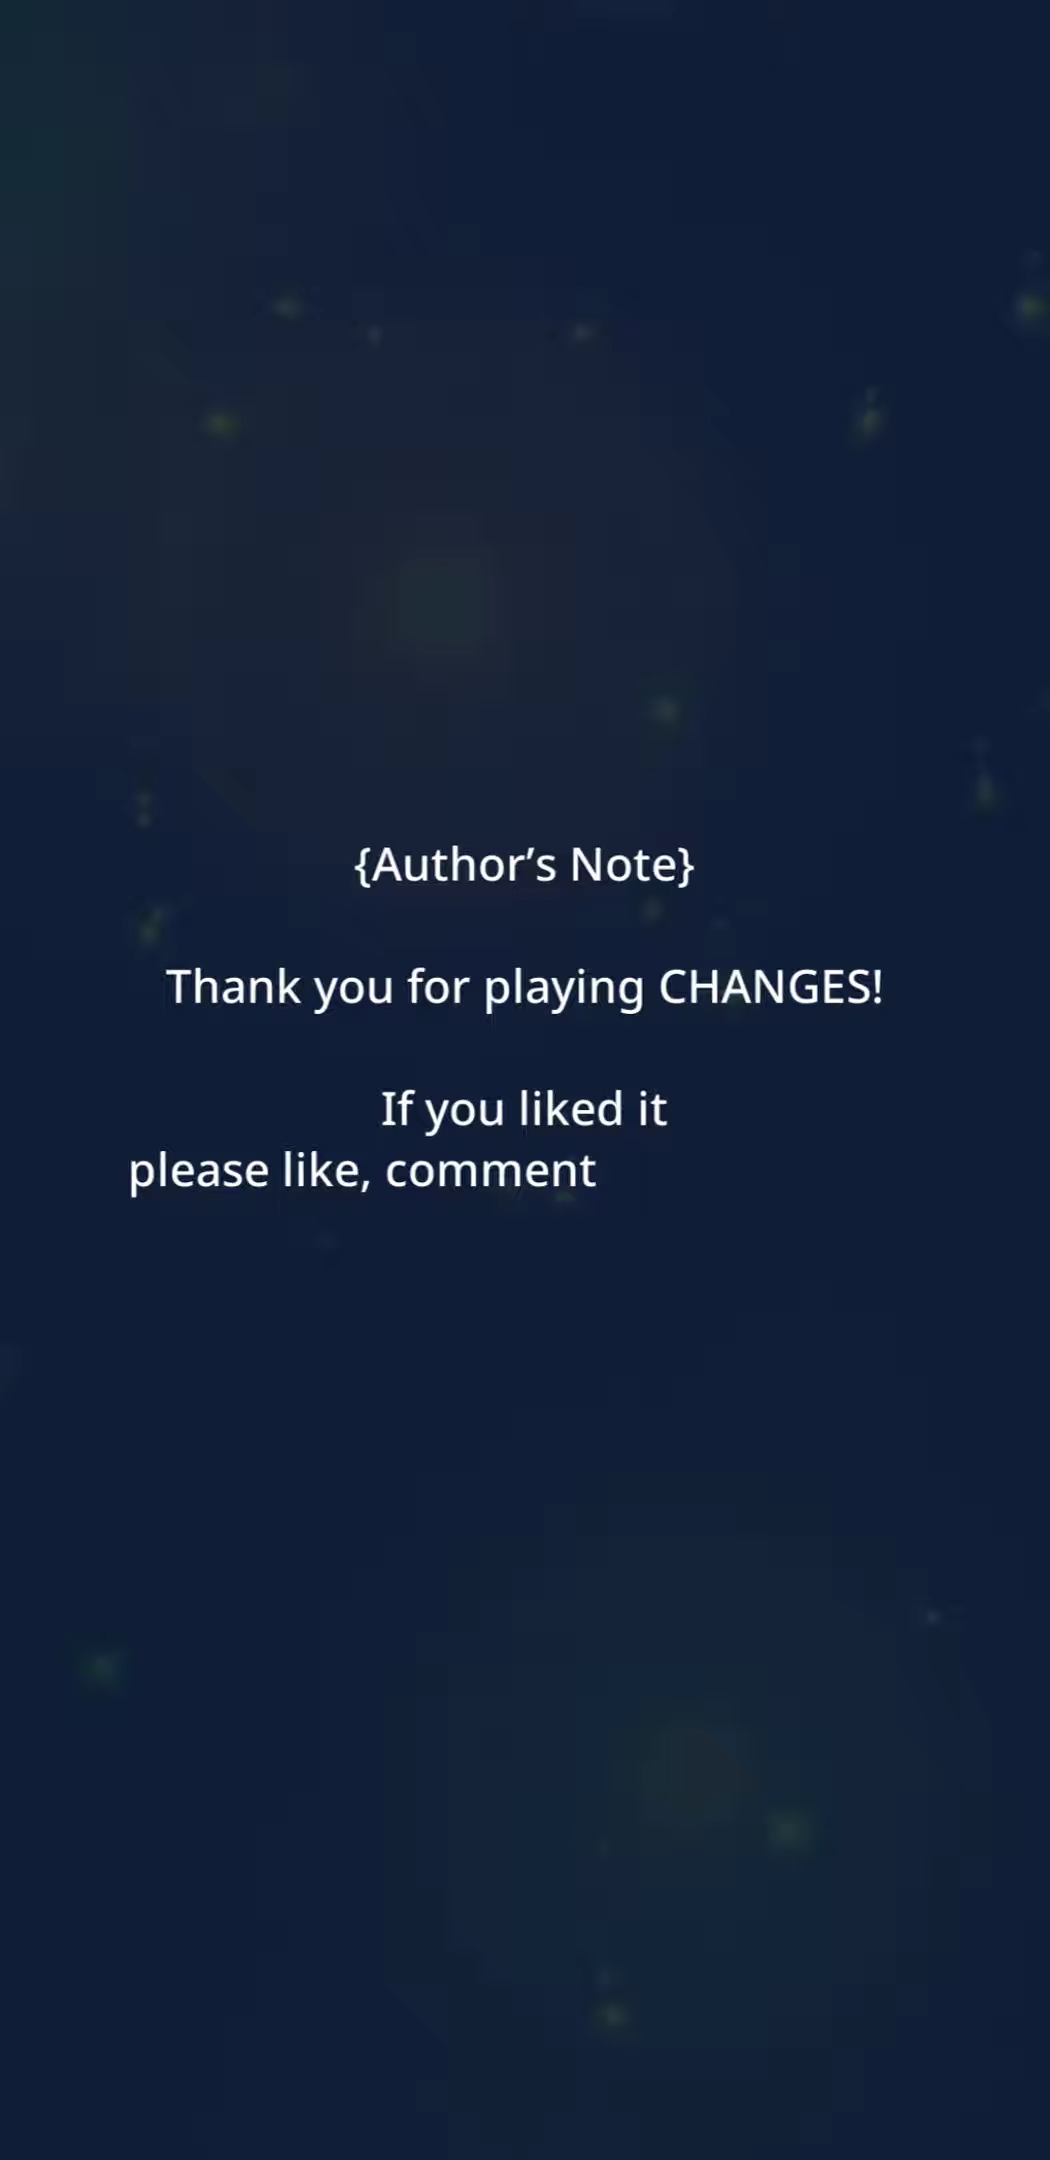 {Author’s Note}
Thank you for playing CHANGES!
If you liked it
please like, comment